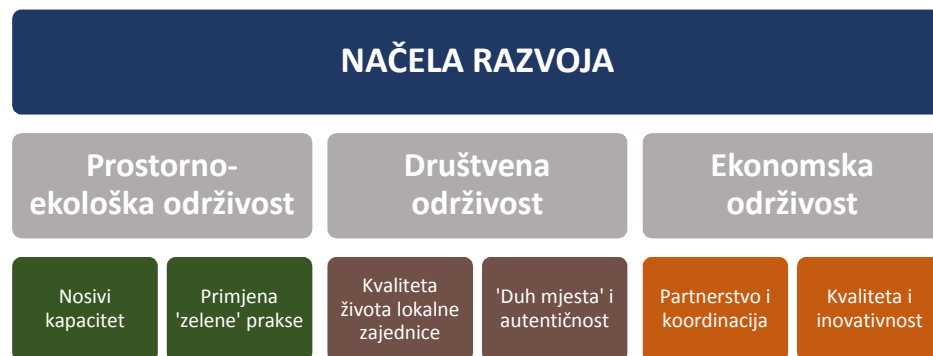 NAČELA RAZVOJA
Prostorno-
ekološka održivost
Društvena
održivost
Ekonomska
održivost
Nosivi
kapacitet
Primjena
'zelene' prakse
Kvaliteta
života lokalne
zajednice
'Duh mjesta' i
autentičnost
Partnerstvo i
koordinacija
Kvaliteta i
inovativnost